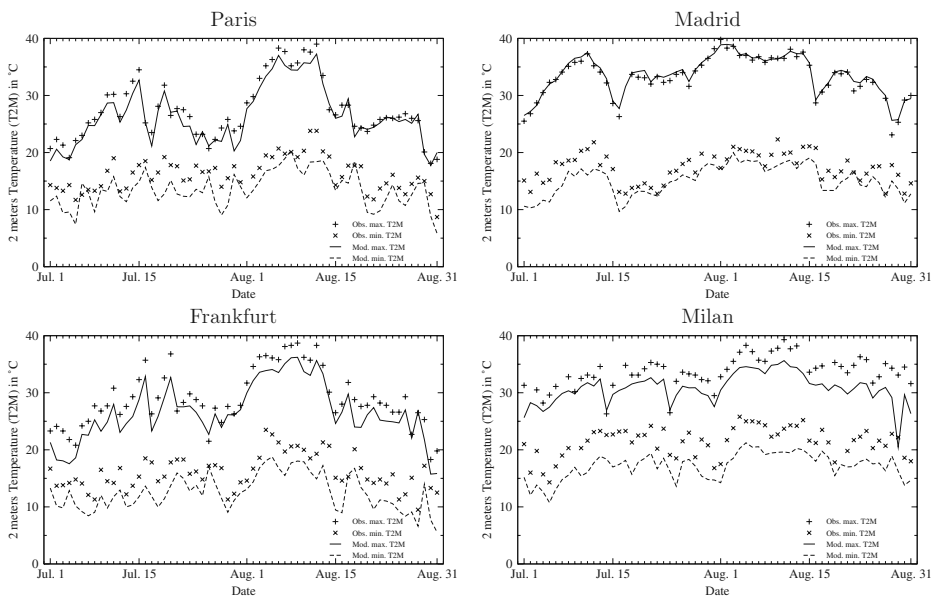 Paris
2 meters Temperature (T2M) in °C
40
30
20
10
0
Obs. max. T2M
Obs. min. T2M
Mod. max. T2M
Mod. min. T2M
Jul. 1
Jul. 15
Aug. 1
Aug. 15
Aug. 31
Date
Madrid
2 meters Temperature (T2M) in °C
40
30
20
10
0
Obs. max. T2M
Obs. min. T2M
Mod. max. T2M
Mod. min. T2M
Jul. 1
Jul. 15
Aug. 1
Aug. 15
Aug. 31
Date
Frankfurt
2 meters Temperature (T2M) in °C
40
30
20
10
0
Obs. max. T2M
Obs. min. T2M
Mod. max. T2M
Mod. min. T2M
Jul. 1
Jul. 15
Aug. 1
Aug. 15
Aug. 31
Date
Milan
2 meters Temperature (T2M) in °C
40
30
20
10
0
Obs. max. T2M
Obs. min. T2M
Mod. max. T2M
Mod. min. T2M
Jul. 1
Jul. 15
Aug. 1
Aug. 15
Aug. 31
Date